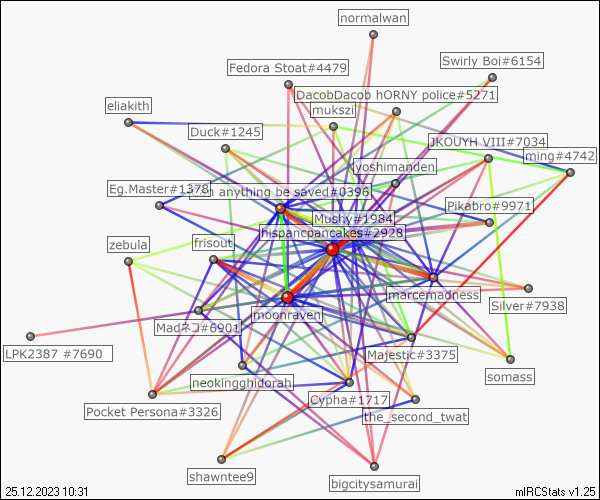 normalwan
Swirly Boi#6154
Fedora Stoat#4479
DacobDacob hORNY police#5271
eliakith
mukszi
Duck#1245
JKOUYH VIII#7034
ming#4742
yoshimanden
Eg.Master#1378
anything be saved#0396
Pikabro#9971
Mushy#1984
hispancpancakes#2928
zebula
frisout
marcemadness
Silver#7938
moonraven
Madネコ#6901
LPK2387 #7690
Majestic#3375
somass
neokingghidorah
Cypha#1717
Pocket Persona#3326
the_second_twat
shawntee9
bigcitysamurai
25.12.2023 10:31
mIRCStats v1.25